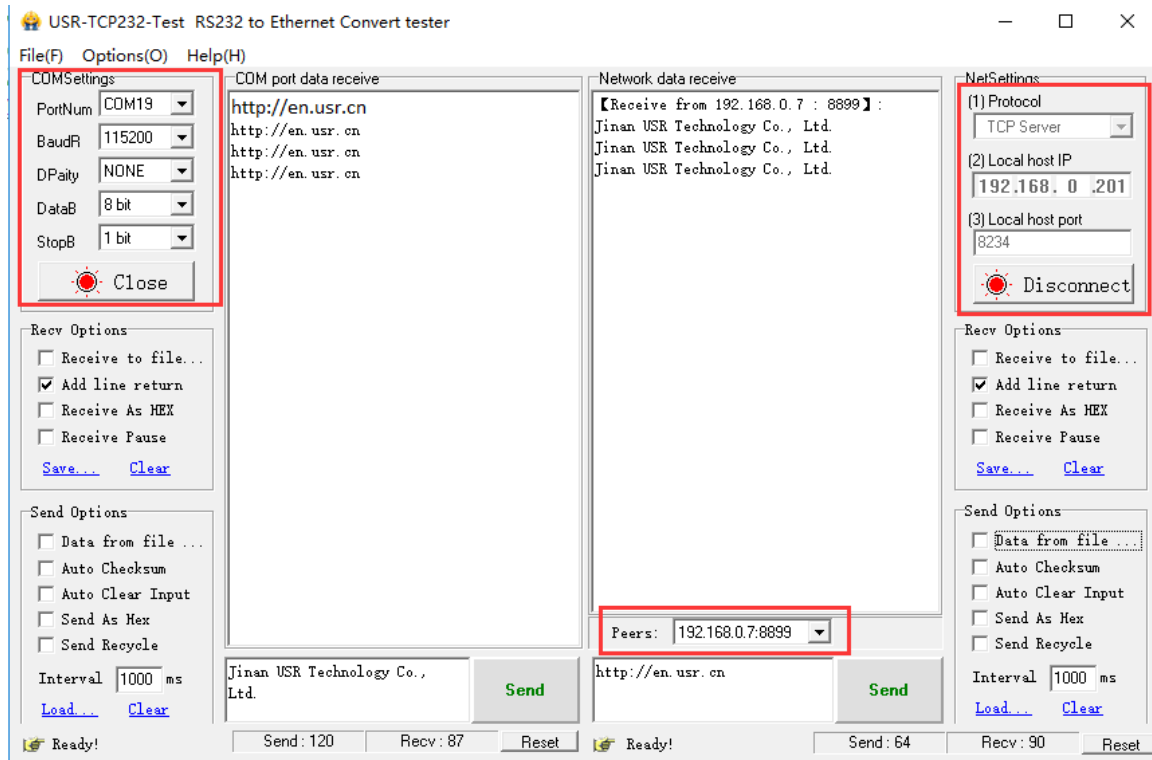 USR-TCP232-Test RS232 to Ethernet Convert tester
File(F) Options(O) Help(H)
COMSettings
PortNum COM19
BaudR 115200
DPaity NONE
DataB 8 bit
StopB 1 bit
Close
Recv Options
Receive to file...
Add line return
Receive As HEX
Receive Pause
Save... Clear
Send Options
Data from file ...
Auto Checksum
Auto Clear Input
Send As Hex
Send Recycle
Interval 1000 ms
Load... Clear
COM port data receive
http://en.usr.cn
http://en.usr.cn
http://en.usr.cn
http://en.usr.cn
Jinan USR Technology Co.,
Ltd.
Send
Network data receive
【Receive from 192.168.0.7 : 8899】:
Jinan USR Technology Co., Ltd.
Jinan USR Technology Co., Ltd.
Jinan USR Technology Co., Ltd.
Peers: 192.168.0.7:8899
http://en.usr.cn
Send
NetSettings
(1) Protocol
TCP Server
(2) Local host IP
192.168. 0 .201
(3) Local host port
8234
Disconnect
Recv Options
Receive to file...
Add line return
Receive As HEX
Receive Pause
Save... Clear
Send Options
Data from file ...
Auto Checksum
Auto Clear Input
Send As Hex
Send Recycle
Interval 1000 ms
Load... Clear
Ready! Send : 120 Recv : 87 Reset
Ready! Send : 64 Recv : 90 Reset